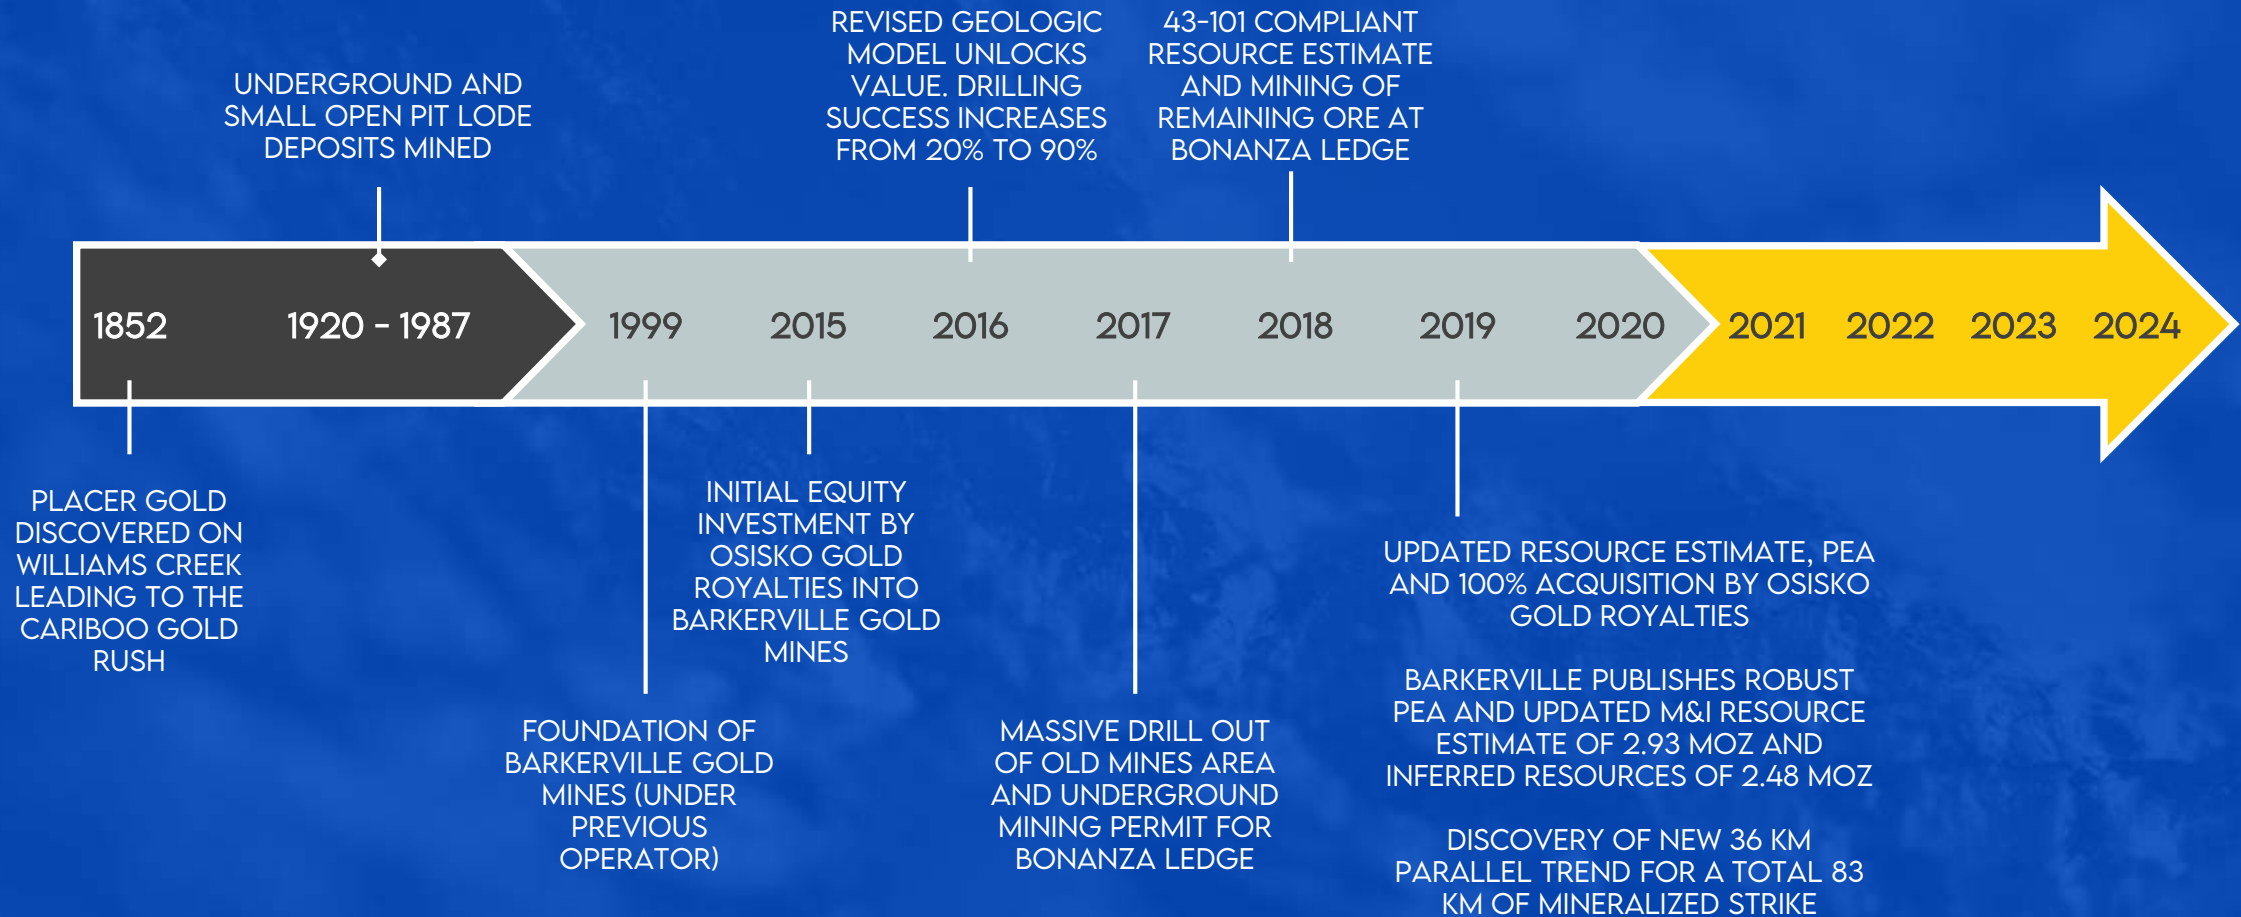 UNDERGROUND AND
SMALL OPEN PIT LODE
DEPOSITS MINED
REVISED GEOLOGIC
MODEL UNLOCKS
VALUE. DRILLING
SUCCESS INCREASES
FROM 20% TO 90%
43-101 COMPLIANT
RESOURCE ESTIMATE
AND MINING OF
REMAINING ORE AT
BONANZA LEDGE
1852
1920 - 1987
1999
2015
2016
2017
2018
2019
2020
2021
2022
2023
2024
PLACER GOLD
DISCOVERED ON
WILLIAMS CREEK
LEADING TO THE
CARIBOO GOLD
RUSH
FOUNDATION OF
BARKERVILLE GOLD
MINES (UNDER
PREVIOUS
OPERATOR)
INITIAL EQUITY
INVESTMENT BY
OSISKO GOLD
ROYALTIES INTO
BARKERVILLE GOLD
MINES
MASSIVE DRILL OUT
OF OLD MINES AREA
AND UNDERGROUND
MINING PERMIT FOR
BONANZA LEDGE
UPDATED RESOURCE ESTIMATE, PEA
AND 100% ACQUISITION BY OSISKO
GOLD ROYALTIES
BARKERVILLE PUBLISHES ROBUST
PEA AND UPDATED M&I RESOURCE
ESTIMATE OF 2.93 MOZ AND
INFERRED RESOURCES OF 2.48 MOZ
DISCOVERY OF NEW 36 KM
PARALLEL TREND FOR A TOTAL 83
KM OF MINERALIZED STRIKE